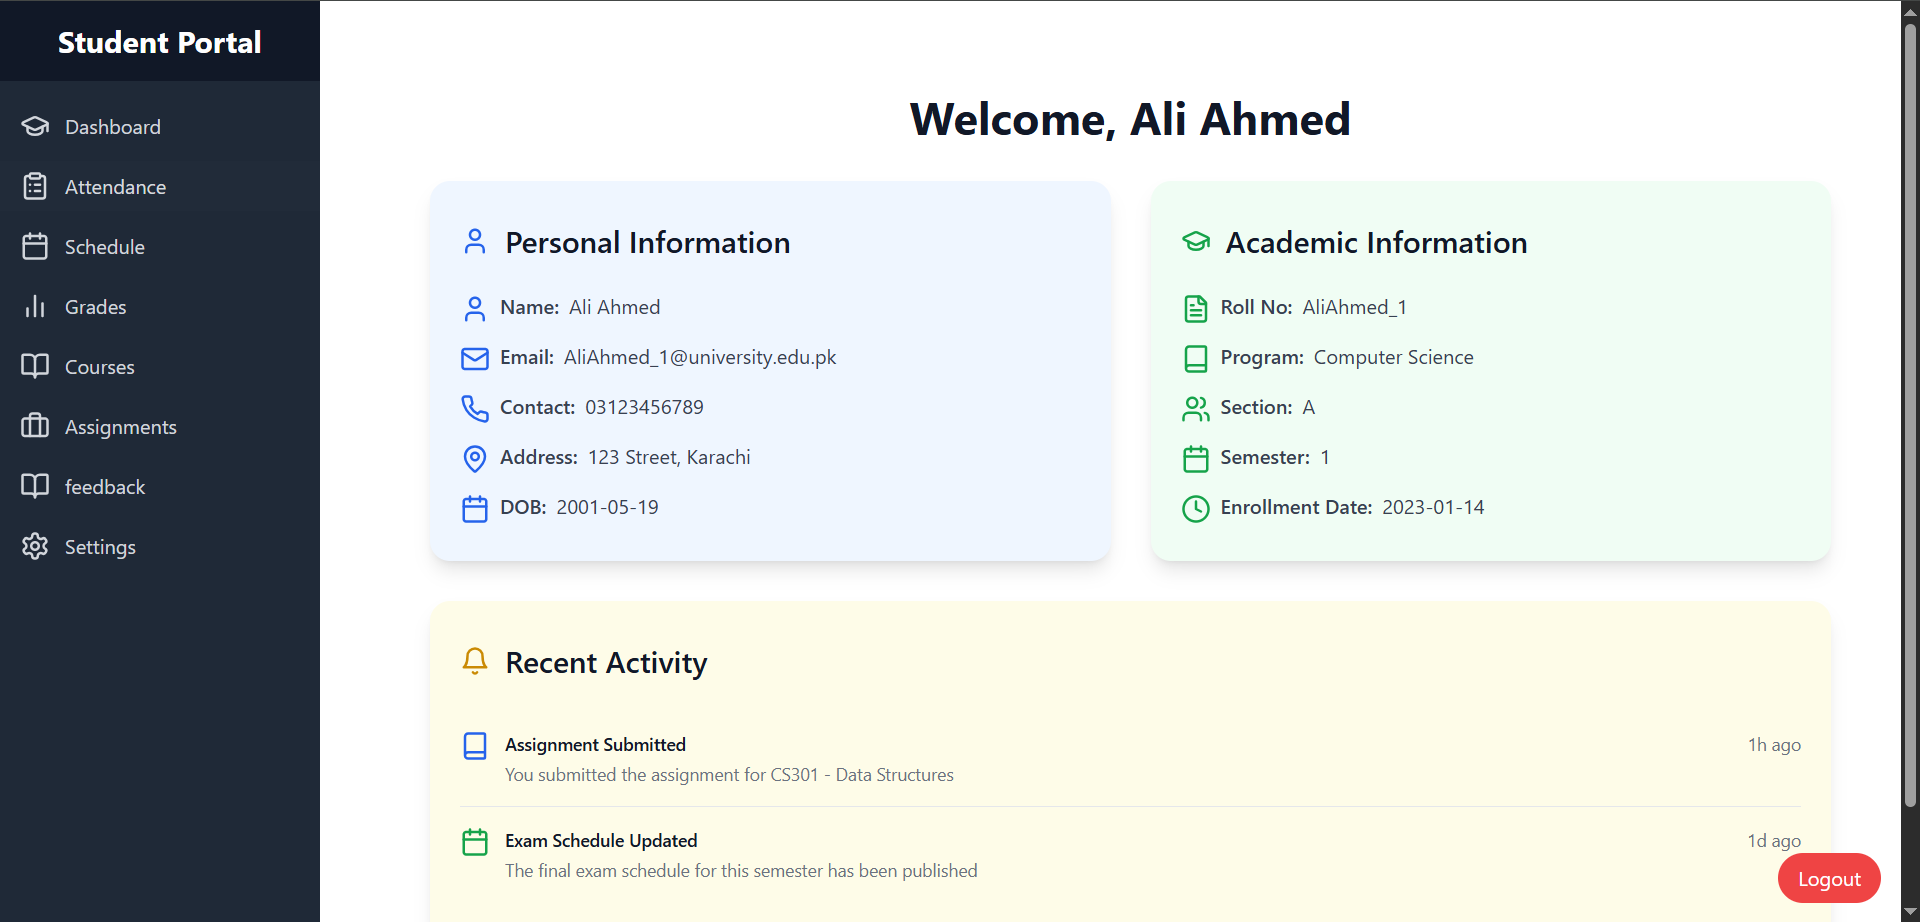 Student Portal
Dashboard
Attendance
Schedule
Grades
Courses
Assignments
feedback
Settings
Welcome, Ali Ahmed
Personal Information
Name: Ali Ahmed
Email: AliAhmed_1@university.edu.pk
Contact: 03123456789
Address: 123 Street, Karachi
DOB: 2001-05-19
Academic Information
Roll No: AliAhmed_1
Program: Computer Science
Section: A
Semester: 1
Enrollment Date: 2023-01-14
Recent Activity
Assignment Submitted
1h ago
You submitted the assignment for CS301 - Data Structures
Exam Schedule Updated
1d ago
The final exam schedule for this semester has been published
Logout